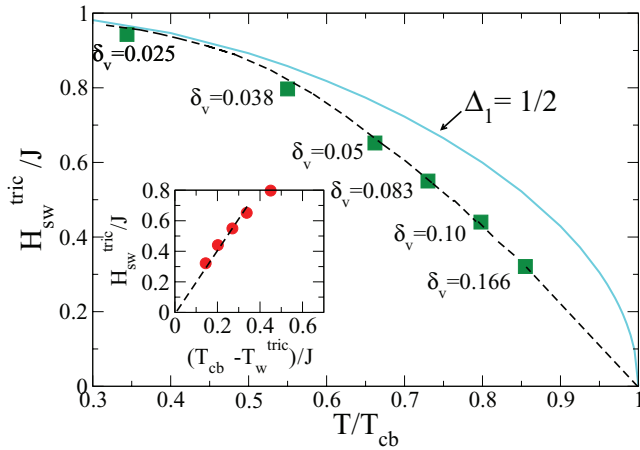 1
0.8
0.6
0.4
0.2
0
H_sw^tric/J
δ_v=0.025
δ_v=0.038
δ_v=0.05
δ_v=0.083
δ_v=0.10
δ_v=0.166
Δ_1= 1/2
0.8
0.6
0.4
0.2
0
H_sw^tric/J
0 0.2 0.4 0.6
(T_cb -T_w^tric)/J
0.3 0.4 0.5 0.6 0.7 0.8 0.9 1
T/T_cb